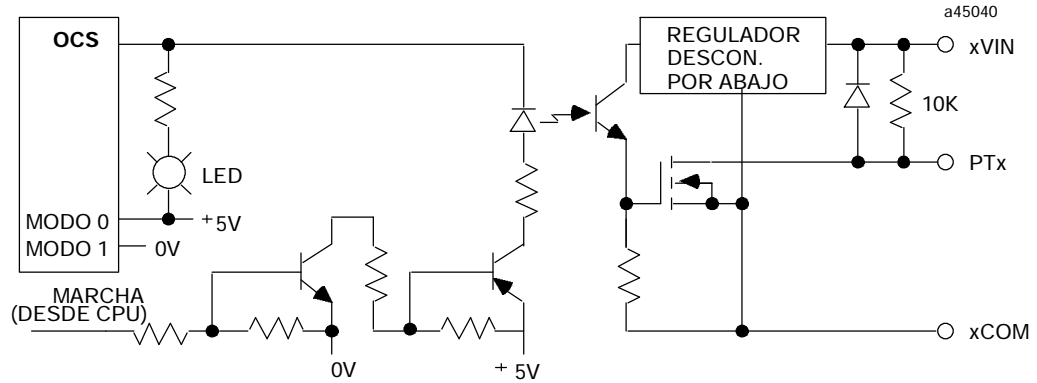 a45040
OCS
REGULADOR
DESCON.
POR ABAJO
xVIN
10K
LED
PTx
MODO 0
+5V
MODO 1
0V
MARCHA
(DESDE CPU)
xCOM
0V
+ 5V